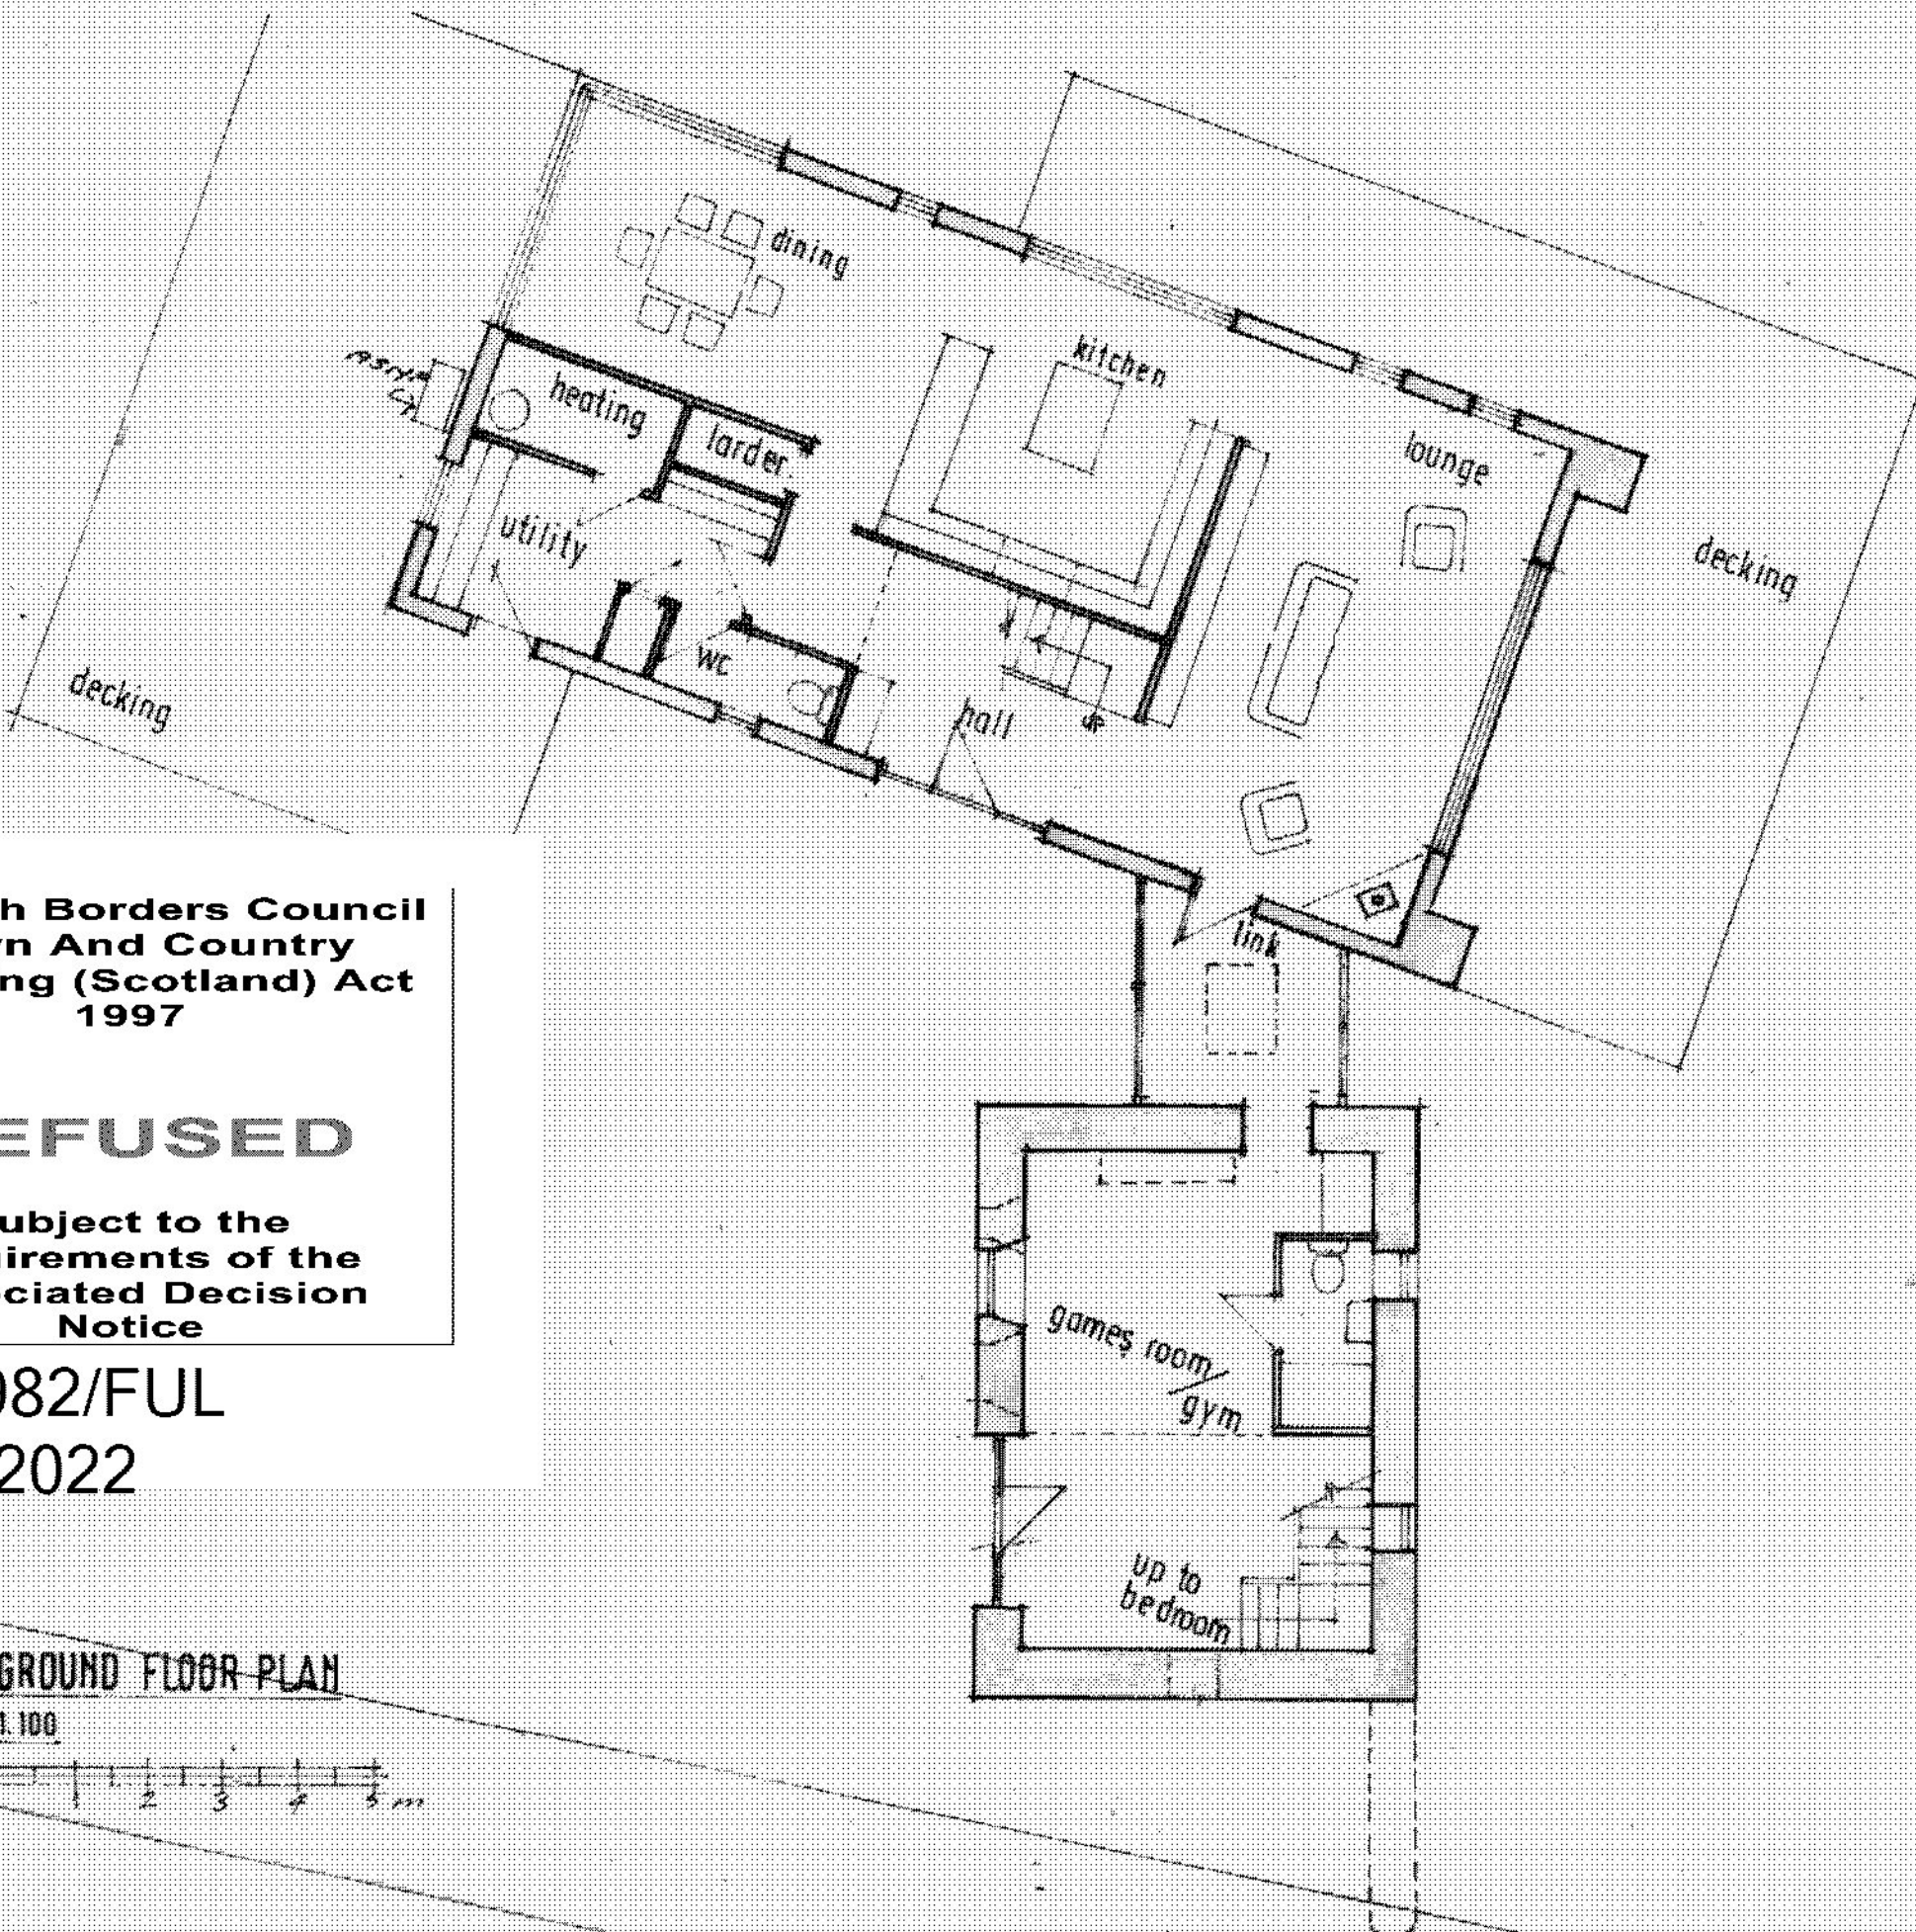 dining
kitchen
heating
larder.
lounge
utility
decking
wc
decking
hall
link
h Borders Council
n And Country
ng (Scotland) Act
1997
EFUSED
ubject to the
irements of the
ciated Decision
Notice
082/FUL
2022
games room/
gym
up to
bedroom
GROUND FLOOR PLAN
1.100
1 2 3 4 5 m